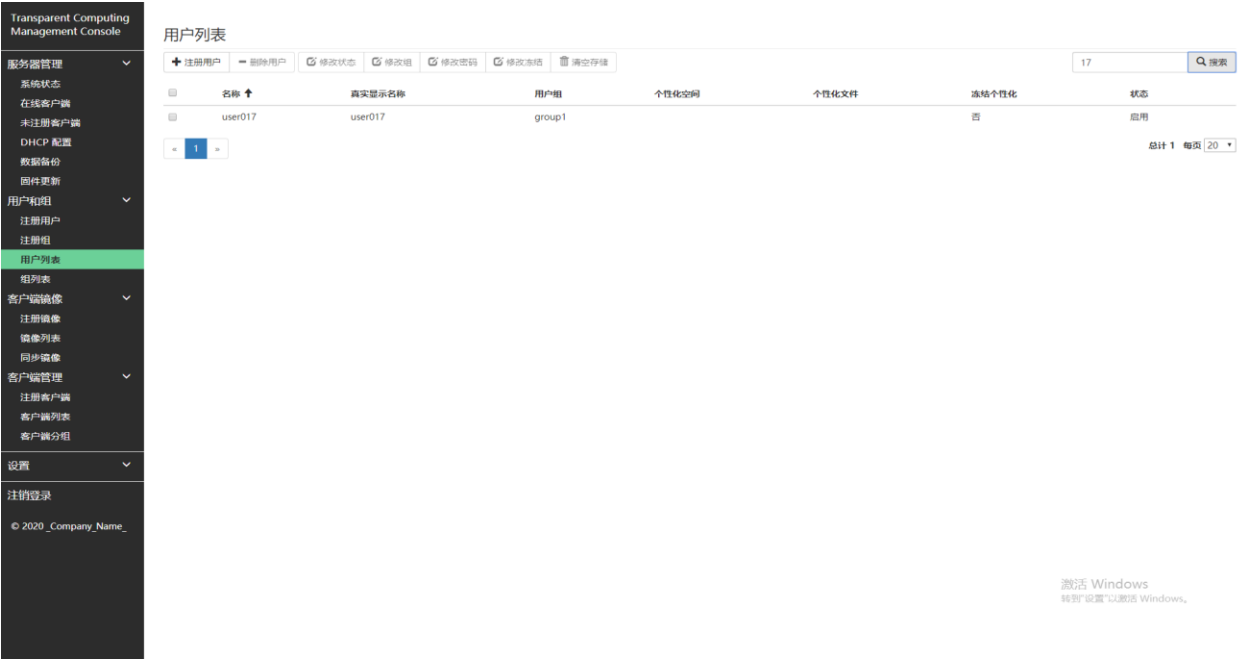 Transparent Computing
Management Console
服务器管理
系统状态
在线客户端
未注册客户端
DHCP 配置
数据备份
固件更新
用户和组
注册用户
注册组
用户列表
组列表
客户端镜像
注册镜像
镜像列表
同步镜像
客户端管理
注册客户端
客户端列表
客户端分组
设置
注销登录
© 2020 _Company_Name_
用户列表
注册用户 删除用户 修改状态 修改组 修改密码 修改冻结 清空存储 17 搜索
名称 真实显示名称 用户组 个性化空间 个性化文件 冻结个性化 状态
user017 user017 group1 否 启用
« 1 » 总计 1 每页 20
激活 Windows
转到"设置"以激活 Windows。